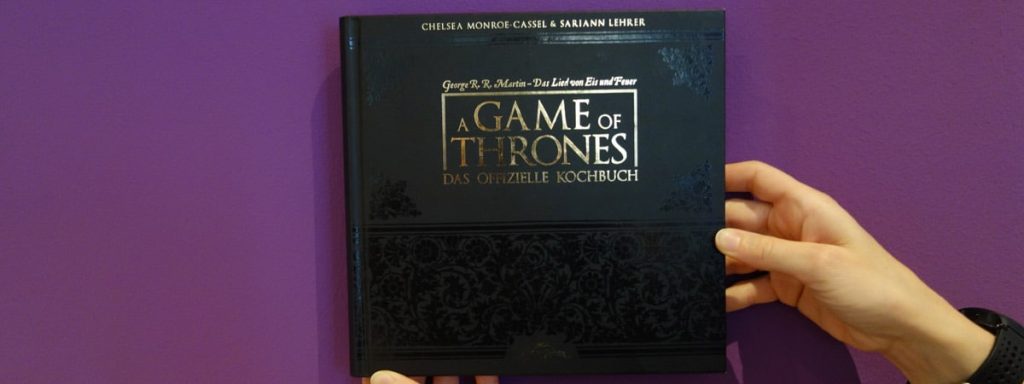 CHELSEA MONROE-CASSEL & SARIANN LEHRER
George R. R. Martin – Das Lied von Eis und Feuer
A GAME OF
THRONES
DAS OFFIZIELLE KOCHBUCH